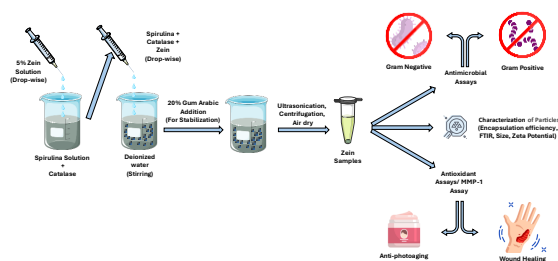 5% Zein
Solution
(Drop-wise)
Spirulina Solution
+
Catalase
Spirulina +
Catalase +
Zein
(Drop-wise)
Deionized
water
(Stirring)
20% Gum Arabic
Addition
(For Stabilization)
Ultrasonication,
Centrifugation,
Air dry
Zein
Samples
Gram Negative
Antimicrobial
Assays
Gram Positive
Characterization of Particles
(Encapsulation efficiency,
FTIR, Size, Zeta Potential)
Antioxidant
Assays/ MMP-1
Assay
Anti-photoaging
Wound Healing